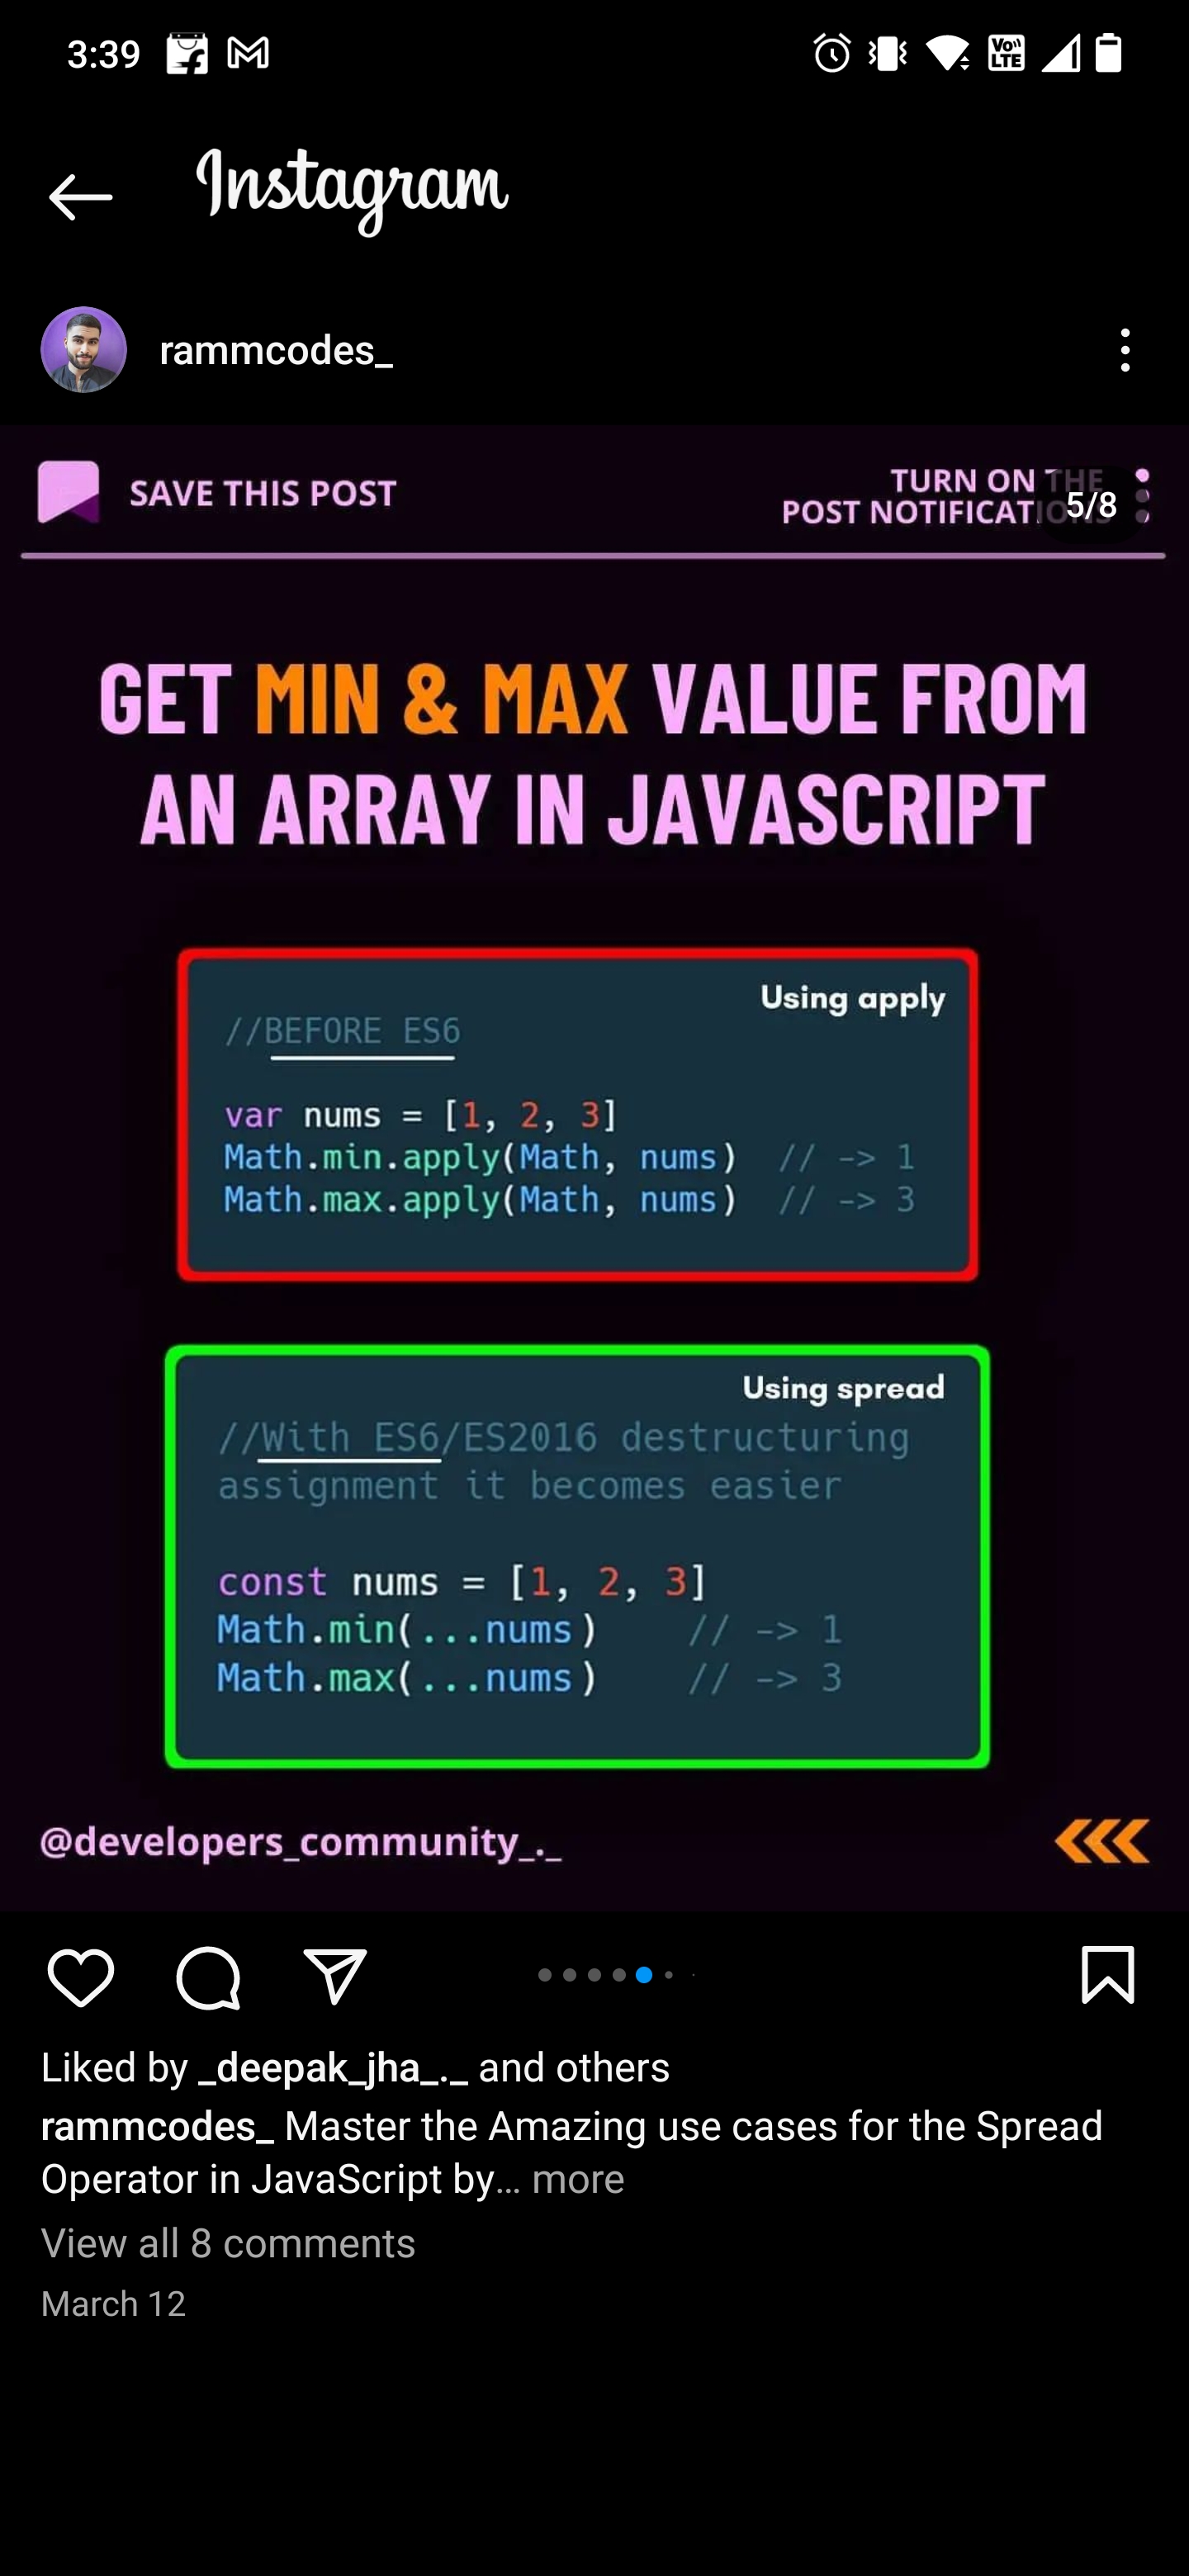 3:39
Vo))
LTE
Instagram
rammcodes_
SAVE THIS POST
TURN ON THE
POST NOTIFICATIONS
5/8
GET MIN & MAX VALUE FROM
AN ARRAY IN JAVASCRIPT
Using apply
//BEFORE ES6
var nums = [1, 2, 3]
Math.min.apply(Math, nums) // -> 1
Math.max.apply(Math, nums) // -> 3
Using spread
//With ES6/ES2016 destructuring
assignment it becomes easier
const nums = [1, 2, 3]
Math.min(...nums) // -> 1
Math.max(...nums) // -> 3
@developers_community_._
Liked by _deepak_jha_._ and others
rammcodes_ Master the Amazing use cases for the Spread
Operator in JavaScript by... more
View all 8 comments
March 12